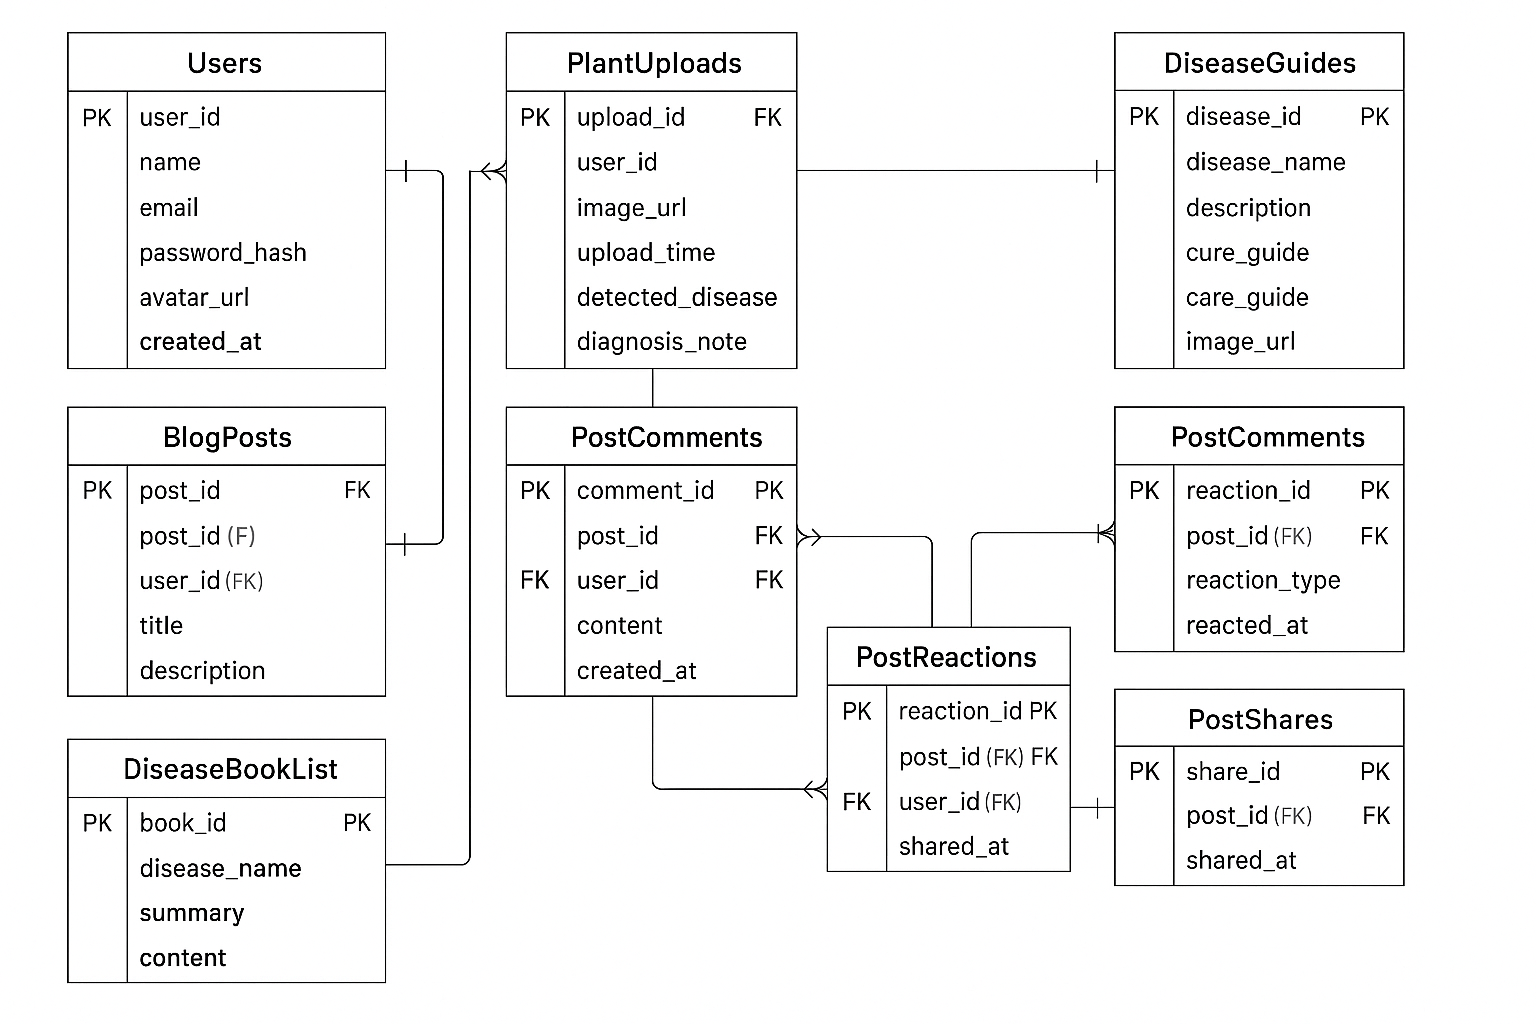 Users
PK user_id
name
email
password_hash
avatar_url
created_at
PlantUploads
PK upload_id FK
user_id
image_url
upload_time
detected_disease
diagnosis_note
DiseaseGuides
PK disease_id PK
disease_name
description
cure_guide
care_guide
image_url
BlogPosts
PK post_id FK
post_id (F)
user_id (FK)
title
description
PostComments
PK comment_id PK
post_id FK
FK user_id FK
content
created_at
PostComments
PK reaction_id PK
post_id (FK) FK
reaction_type
reacted_at
PostReactions
PK reaction_id PK
post_id (FK) FK
FK user_id (FK)
shared_at
PostShares
PK share_id PK
post_id (FK) FK
shared_at
DiseaseBookList
PK book_id PK
disease_name
summary
content